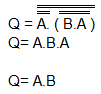 Q = A. ( B.A )
Q= A.B.A
Q= A.B